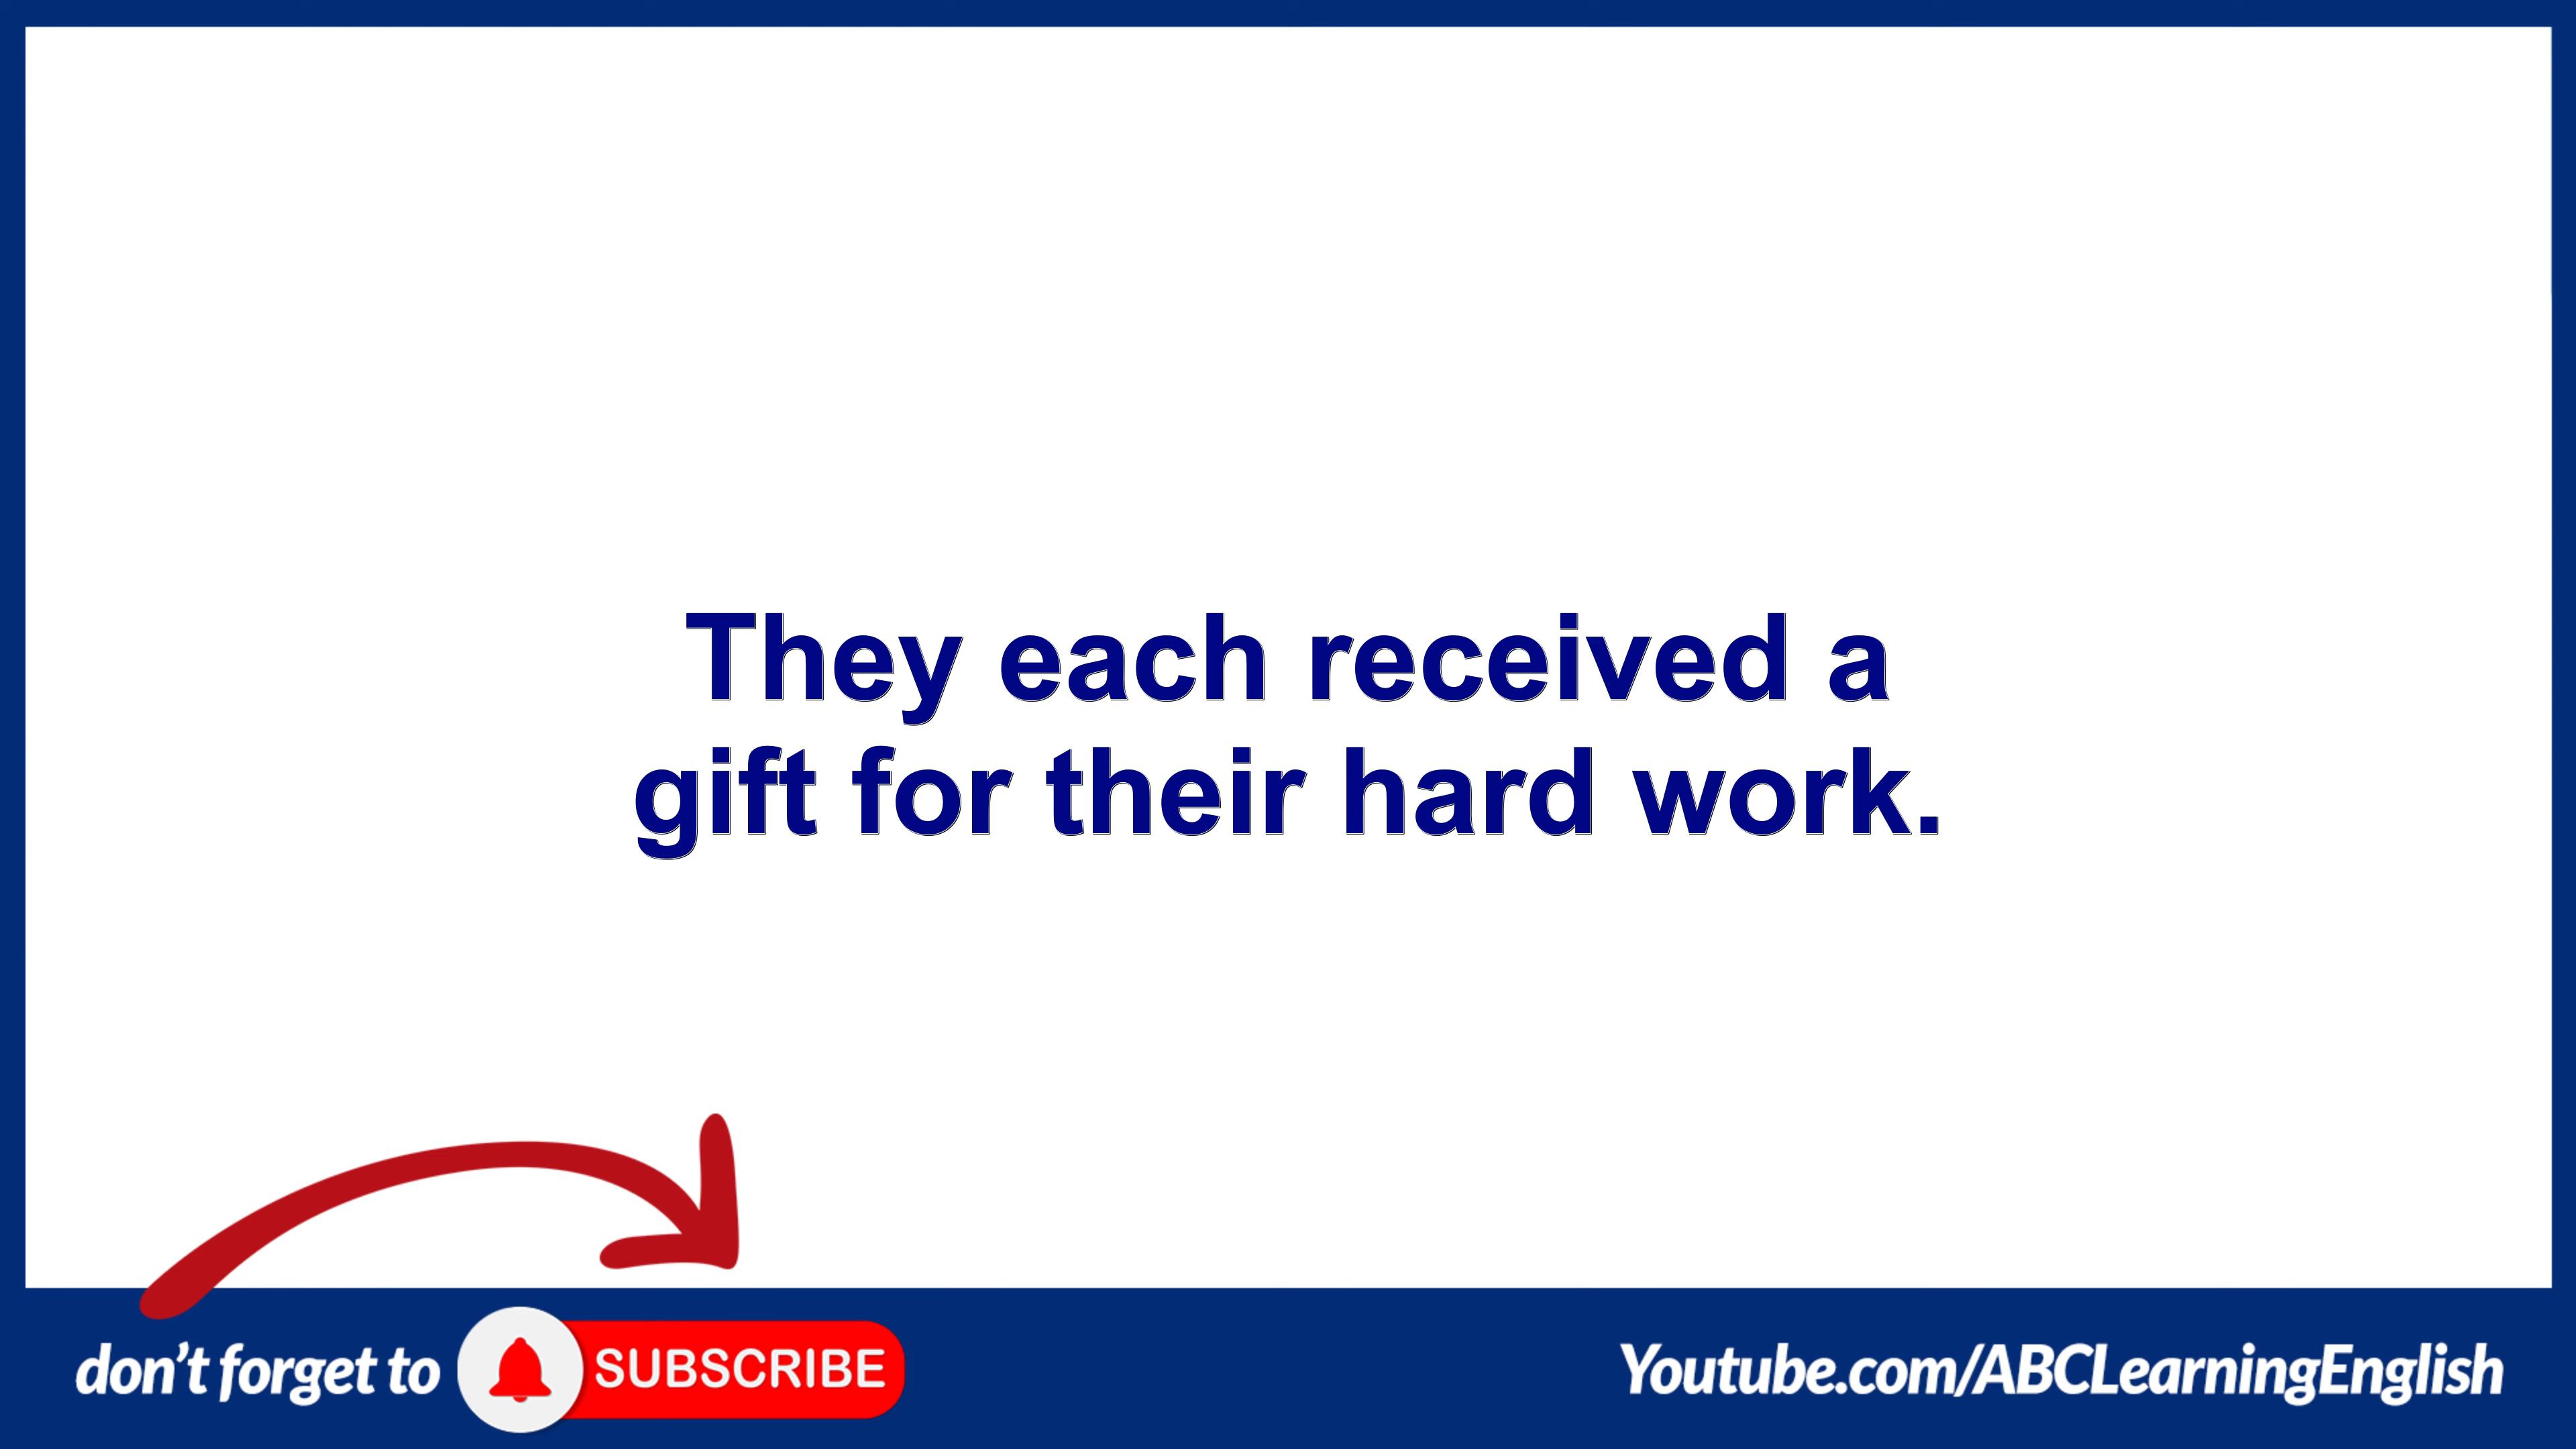 They each received a
gift for their hard work.
don't forget to SUBSCRIBE
Youtube.com/ABCLearningEnglish